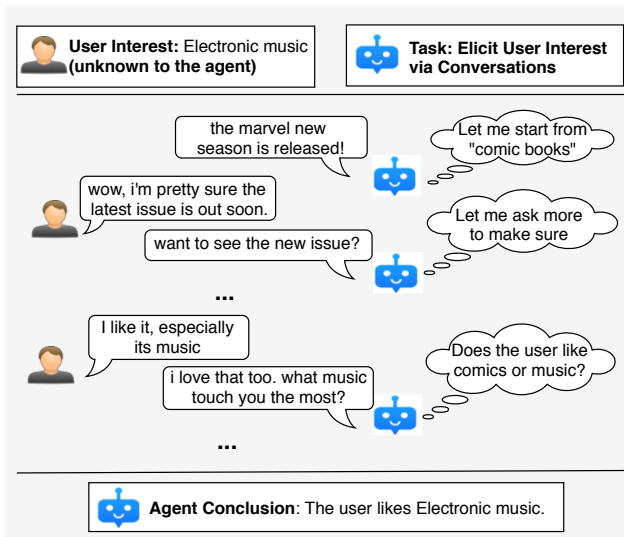 User Interest: Electronic music
(unknown to the agent)
Task: Elicit User Interest
via Conversations
the marvel new
season is released!
Let me start from
"comic books"
wow, i'm pretty sure the
latest issue is out soon.
Let me ask more
to make sure
want to see the new issue?
...
I like it, especially
its music
Does the user like
comics or music?
i love that too. what music
touch you the most?
...
Agent Conclusion: The user likes Electronic music.